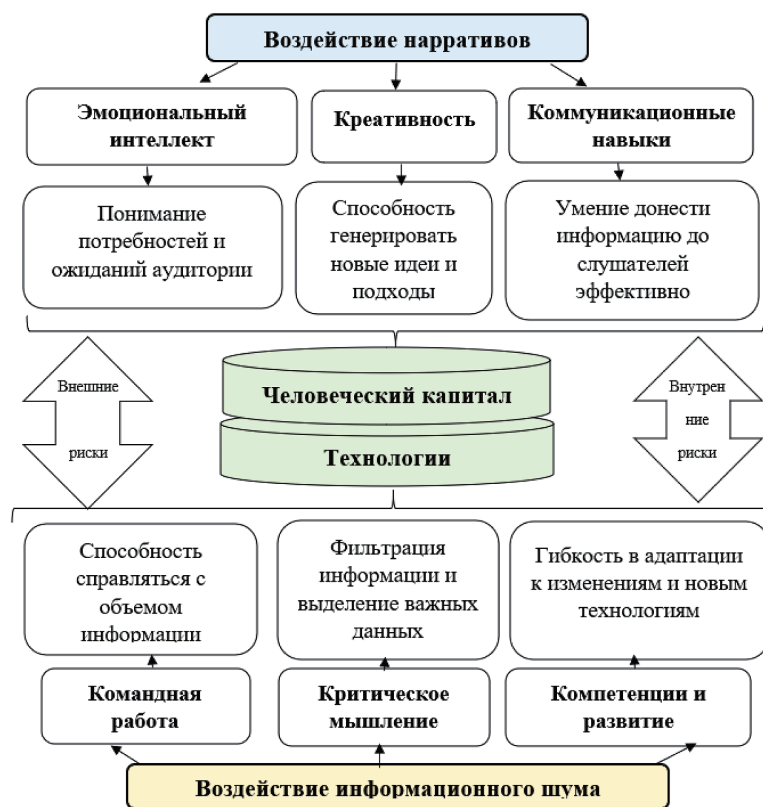 Воздействие нарративов
Эмоциональный
интеллект
Креативность
Коммуникационные
навыки
Понимание
потребностей и
ожиданий аудитории
Способность
генерировать
новые идеи и
подходы
Умение донести
информацию до
слушателей
эффективно
Внешние
риски
Человеческий капитал
Технологии
Внутрен
ние
риски
Способность
справляться с
объемом
информации
Фильтрация
информации и
выделение важных
данных
Гибкость в адаптации
к изменениям и новым
технологиям
Командная
работа
Критическое
мышление
Компетенции и
развитие
Воздействие информационного шума